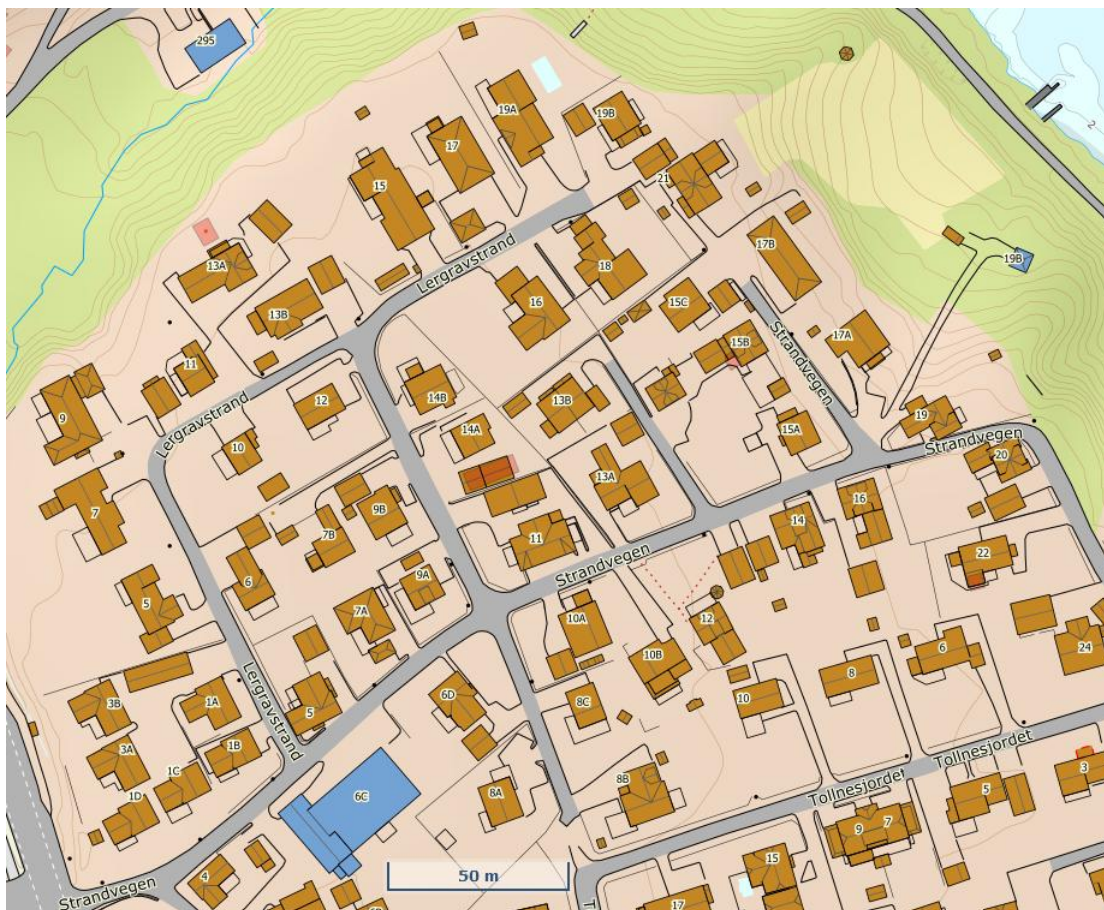 295
19A
19B
17
15
21
2
18
17B
19B
13A
Lergravstrand
16
15C
13B
17A
15B
Strandvegen
11
14B
12
13B
9
Lergravstrand
14A
15A
19
10
Strandvegen
20
7
13A
16
9B
14
7B
11
Strandvegen
22
6
9A
5
7A
10A
12
10B
6
24
8
Lergravstrand
1A
3B
5
6D
8C
10
3A
1B
Tollnesjordet
1C
3
1D
6C
8A
8B
Tollnesjordet
5
9
7
15
4
50 m
Strandvegen
17